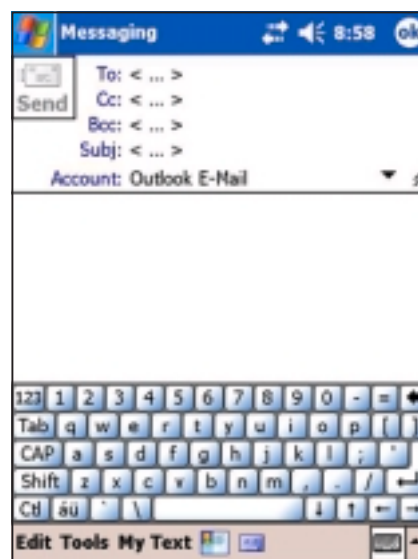 Messaging 8:58 ok
Send
To: < ... >
Cc: < ... >
Bcc: < ... >
Subj: < ... >
Account: Outlook E-Mail
123 1 2 3 4 5 6 7 8 9 0 - =
Tab q w e r t y u i o p [ ]
CAP a s d f g h j k l ; '
Shift z x c v b n m , . /
Ctl áü ` \
Edit Tools My Text